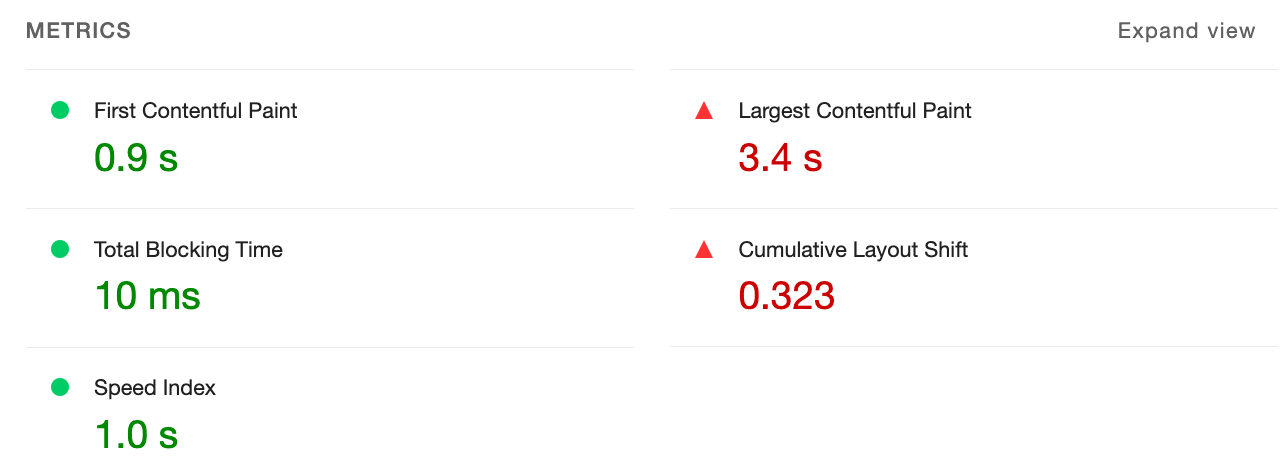 METRICS
Expand view
First Contentful Paint
0.9 s
Largest Contentful Paint
3.4 s
Total Blocking Time
10 ms
Cumulative Layout Shift
0.323
Speed Index
1.0 s